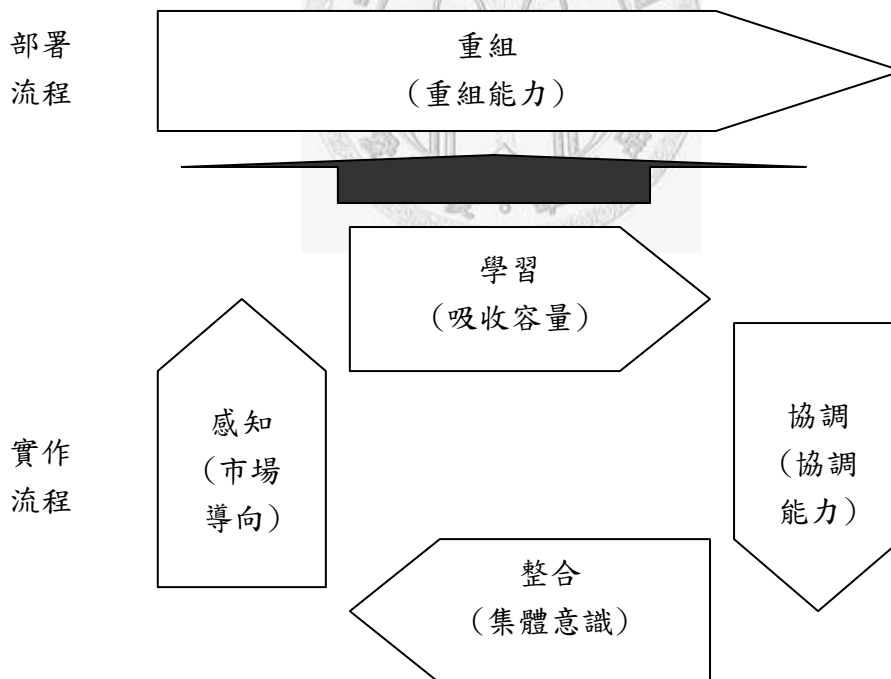 部署
流程
重組
（重組能力）
學習
（吸收容量）
感知
（市場
導向）
協調
（協調
能力）
實作
流程
整合
（集體意識）